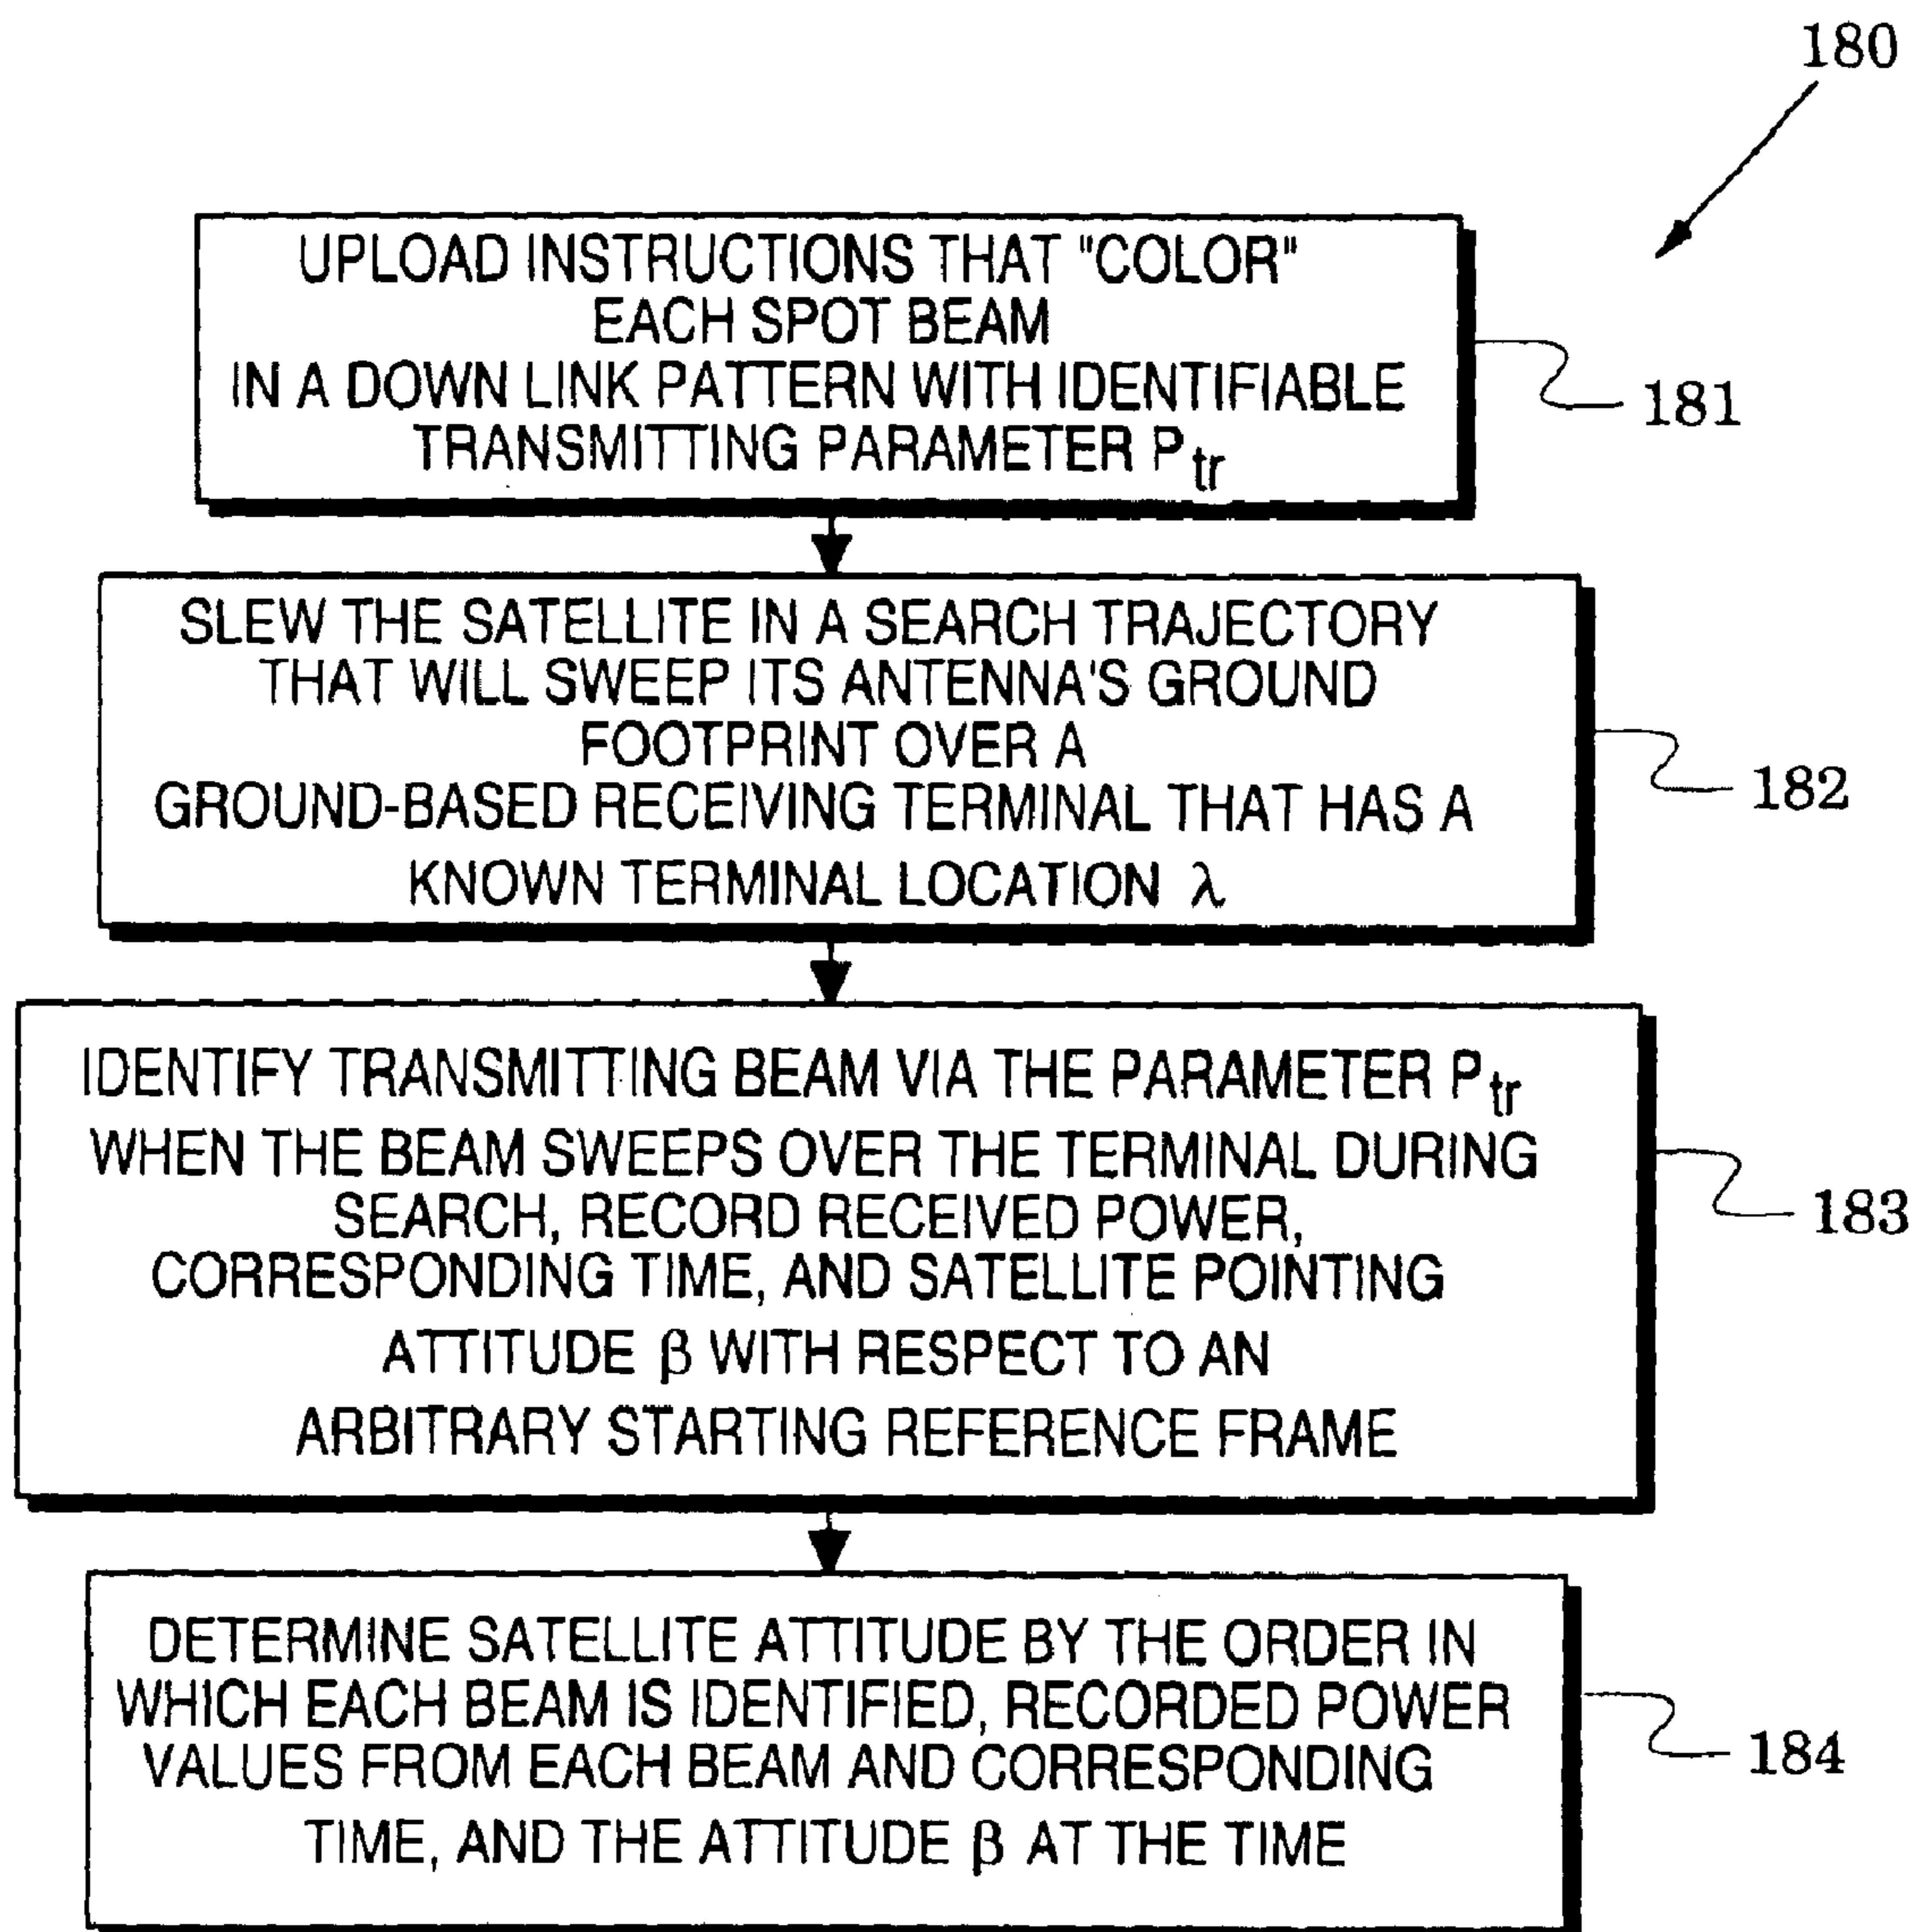 180
UPLOAD INSTRUCTIONS THAT "COLOR"
EACH SPOT BEAM
IN A DOWN LINK PATTERN WITH IDENTIFIABLE
TRANSMITTING PARAMETER Ptr
181
SLEW THE SATELLITE IN A SEARCH TRAJECTORY
THAT WILL SWEEP ITS ANTENNA'S GROUND
FOOTPRINT OVER A
GROUND-BASED RECEIVING TERMINAL THAT HAS A
KNOWN TERMINAL LOCATION λ
182
IDENTIFY TRANSMITTING BEAM VIA THE PARAMETER Ptr
WHEN THE BEAM SWEEPS OVER THE TERMINAL DURING
SEARCH, RECORD RECEIVED POWER,
CORRESPONDING TIME, AND SATELLITE POINTING
ATTITUDE β WITH RESPECT TO AN
ARBITRARY STARTING REFERENCE FRAME
183
DETERMINE SATELLITE ATTITUDE BY THE ORDER IN
WHICH EACH BEAM IS IDENTIFIED, RECORDED POWER
VALUES FROM EACH BEAM AND CORRESPONDING
TIME, AND THE ATTITUDE β AT THE TIME
184